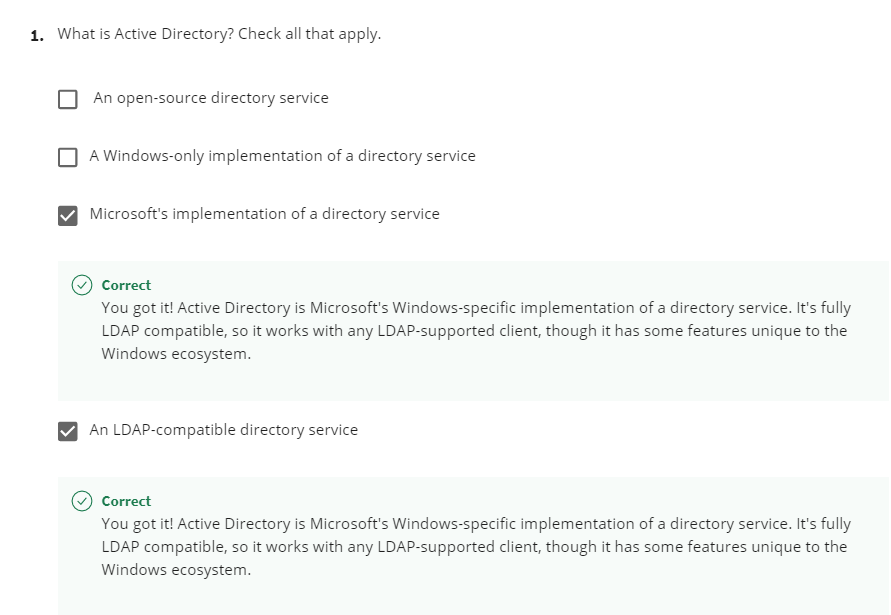 1. What is Active Directory? Check all that apply.
An open-source directory service
A Windows-only implementation of a directory service
Microsoft's implementation of a directory service
Correct
You got it! Active Directory is Microsoft's Windows-specific implementation of a directory service. It's fully
LDAP compatible, so it works with any LDAP-supported client, though it has some features unique to the
Windows ecosystem.
An LDAP-compatible directory service
Correct
You got it! Active Directory is Microsoft's Windows-specific implementation of a directory service. It's fully
LDAP compatible, so it works with any LDAP-supported client, though it has some features unique to the
Windows ecosystem.